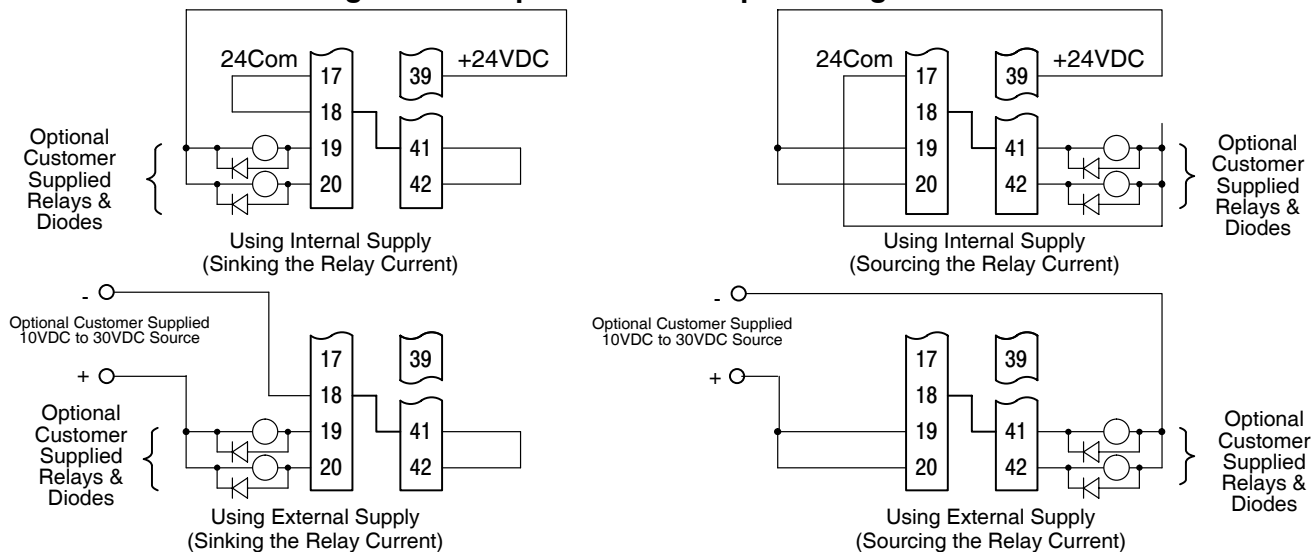 24Com
+24VDC
17
18
19
20
39
41
42
Optional
Customer
Supplied
Relays &
Diodes
Using Internal Supply
(Sinking the Relay Current)
24Com
+24VDC
17
18
19
20
39
41
42
Optional
Customer
Supplied
Relays &
Diodes
Using Internal Supply
(Sourcing the Relay Current)
-
Optional Customer Supplied
10VDC to 30VDC Source
+
17
18
19
20
39
41
42
Optional
Customer
Supplied
Relays &
Diodes
Using External Supply
(Sinking the Relay Current)
-
Optional Customer Supplied
10VDC to 30VDC Source
+
17
18
19
20
39
41
42
Optional
Customer
Supplied
Relays &
Diodes
Using External Supply
(Sourcing the Relay Current)